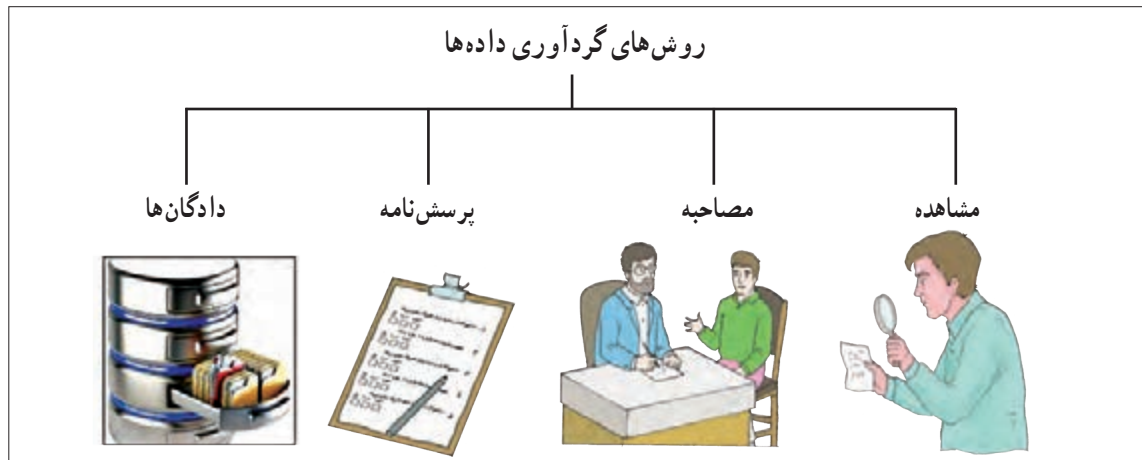 روش‌های گردآوری داده‌ها
مشاهده
مصاحبه
پرسش‌نامه
دادگان‌ها